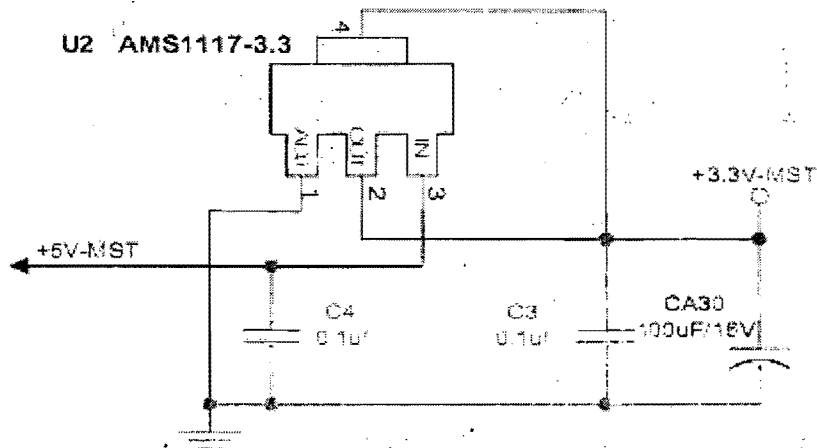 U2 AMS1117-3.3
4
ADJ OUT IN
1 2 3
+3.3V-MST
+5V-MST
C4
0.1uf
C3
0.1uf
CA30
100uF/16V